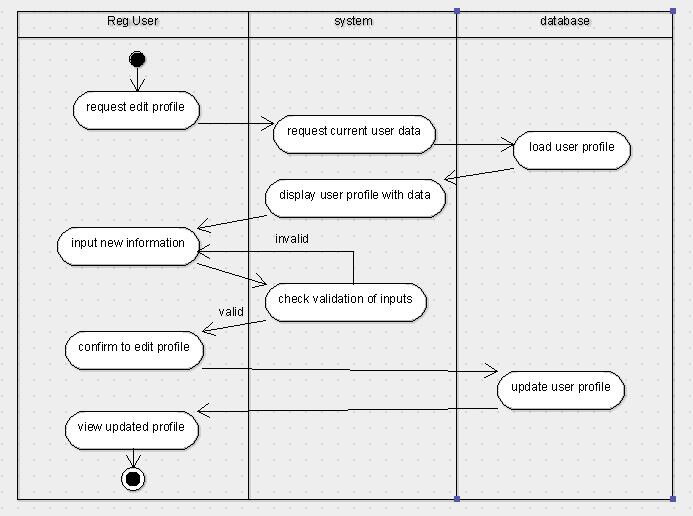 Reg User
system
database
request edit profile
request current user data
load user profile
display user profile with data
input new information
invalid
check validation of inputs
valid
confirm to edit profile
update user profile
view updated profile